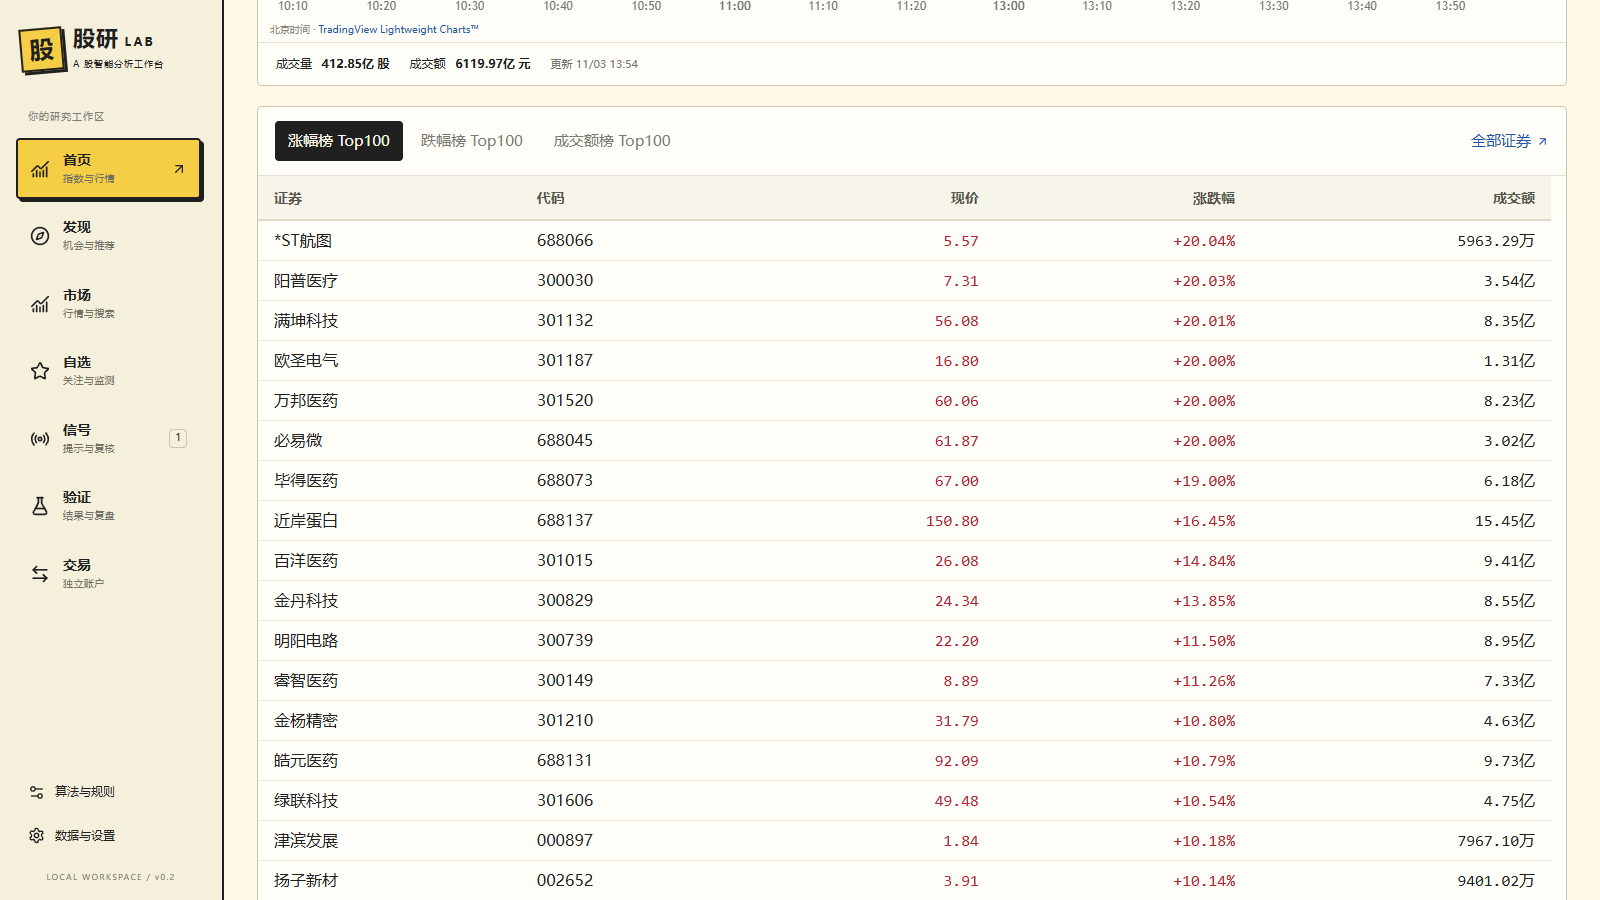 股
股研 LAB
A 股智能分析工作台
你的研究工作区
首页
指数与行情
发现
机会与推荐
市场
行情与搜索
自选
关注与监测
信号
提示与复核
1
验证
结果与复盘
交易
独立账户
算法与规则
数据与设置
LOCAL WORKSPACE / v0.2
10:10 10:20 10:30 10:40 10:50 11:00 11:10 11:20 13:00 13:10 13:20 13:30 13:40 13:50
北京时间 · TradingView Lightweight Charts™
成交量 412.85亿 股 成交额 6119.97亿 元 更新 11/03 13:54
涨幅榜 Top100 跌幅榜 Top100 成交额榜 Top100 全部证券
证券 代码 现价 涨跌幅 成交额
*ST航图 688066 5.57 +20.04% 5963.29万
阳普医疗 300030 7.31 +20.03% 3.54亿
满坤科技 301132 56.08 +20.01% 8.35亿
欧圣电气 301187 16.80 +20.00% 1.31亿
万邦医药 301520 60.06 +20.00% 8.23亿
必易微 688045 61.87 +20.00% 3.02亿
毕得医药 688073 67.00 +19.00% 6.18亿
近岸蛋白 688137 150.80 +16.45% 15.45亿
百洋医药 301015 26.08 +14.84% 9.41亿
金丹科技 300829 24.34 +13.85% 8.55亿
明阳电路 300739 22.20 +11.50% 8.95亿
睿智医药 300149 8.89 +11.26% 7.33亿
金杨精密 301210 31.79 +10.80% 4.63亿
皓元医药 688131 92.09 +10.79% 9.73亿
绿联科技 301606 49.48 +10.54% 4.75亿
津滨发展 000897 1.84 +10.18% 7967.10万
扬子新材 002652 3.91 +10.14% 9401.02万